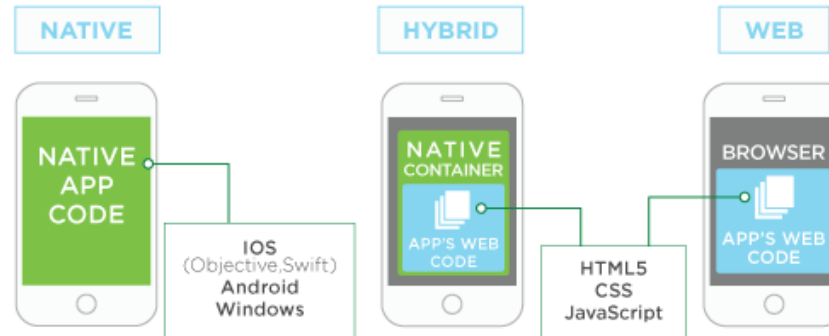 NATIVE
HYBRID
WEB
NATIVE
APP
CODE
IOS
(Objective,Swift)
Android
Windows
NATIVE
CONTAINER
APP'S WEB
CODE
HTML5
CSS
JavaScript
BROWSER
APP'S WEB
CODE